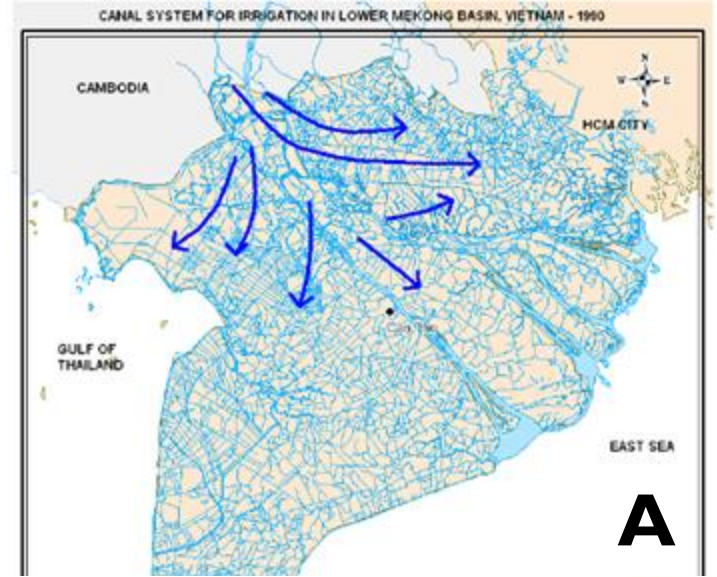 CANAL SYSTEM FOR IRRIGATION IN LOWER MEKONG BASIN, VIETNAM - 1990
N
W E
S
CAMBODIA
HCM CITY
GULF OF
THAILAND
EAST SEA
A